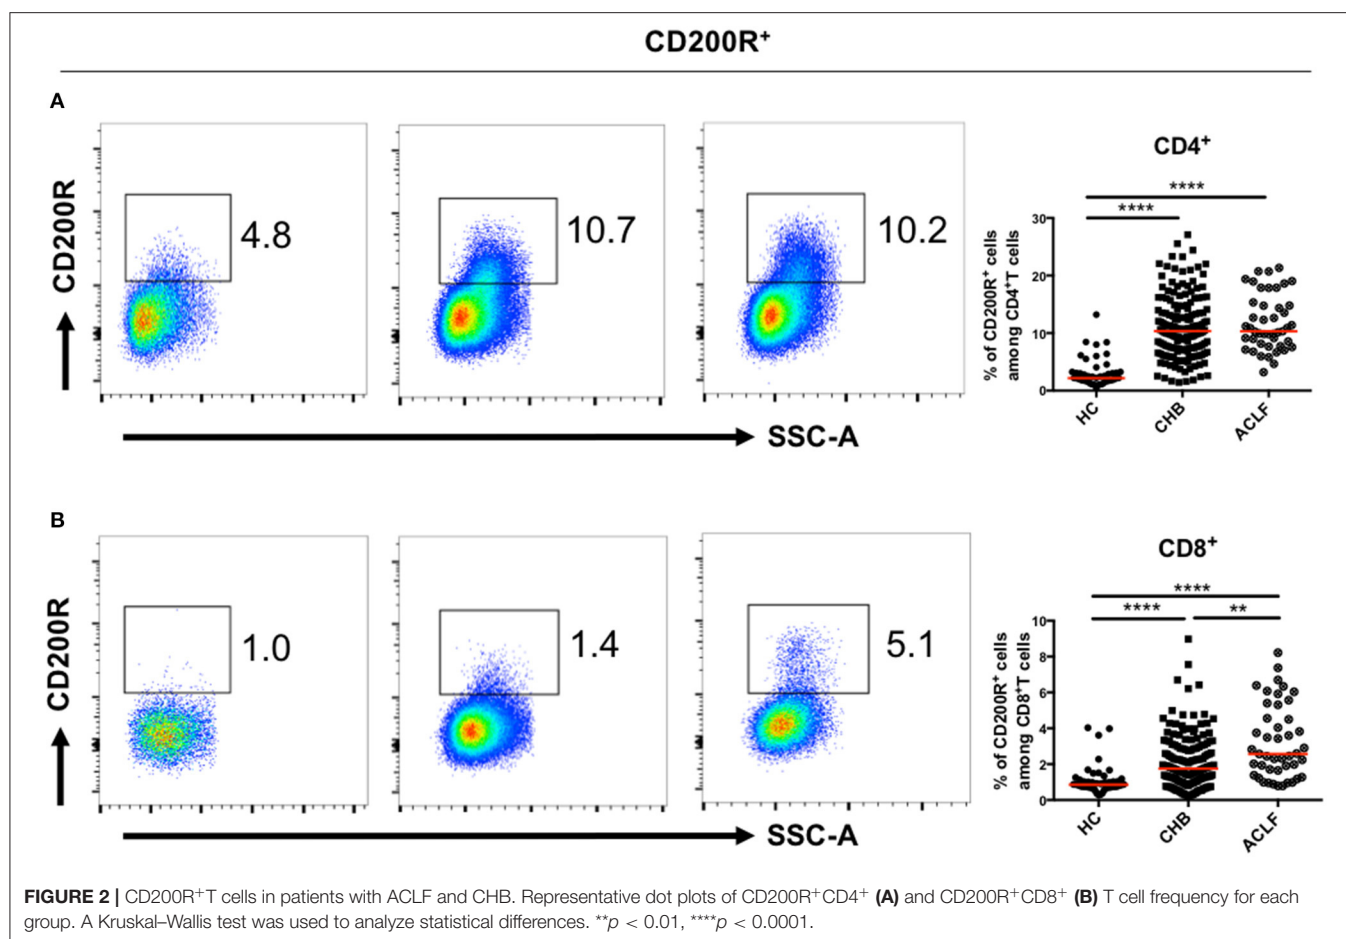 CD200R⁺
A
CD200R
4.8
10.7
10.2
SSC-A
CD4⁺
****
****
% of CD200R⁺ cells
among CD4⁺T cells
30
20
10
0
HC
CHB
ACLF
B
CD200R
1.0
1.4
5.1
SSC-A
CD8⁺
****
****
**
% of CD200R⁺ cells
among CD8⁺T cells
10
8
6
4
2
0
HC
CHB
ACLF
FIGURE 2 | CD200R⁺T cells in patients with ACLF and CHB. Representative dot plots of CD200R⁺CD4⁺ (A) and CD200R⁺CD8⁺ (B) T cell frequency for each
group. A Kruskal–Wallis test was used to analyze statistical differences. **p < 0.01, ****p < 0.0001.